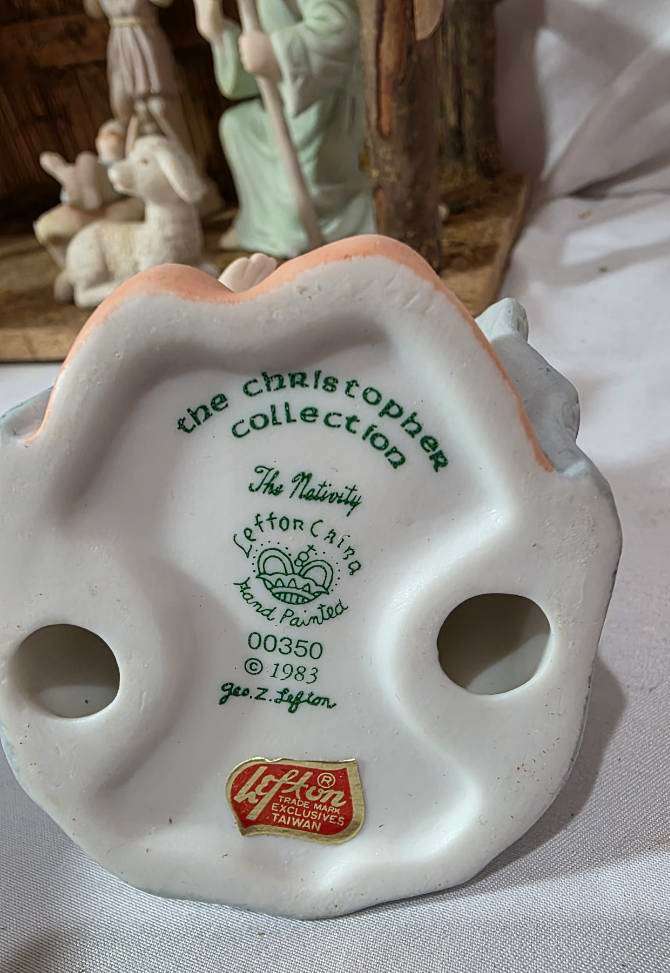 the Christopher
Collection
The Nativity
Lefton China
Hand Painted
00350
© 1983
Geo. Z. Lefton
Lefton ®
TRADE MARK
EXCLUSIVES
TAIWAN